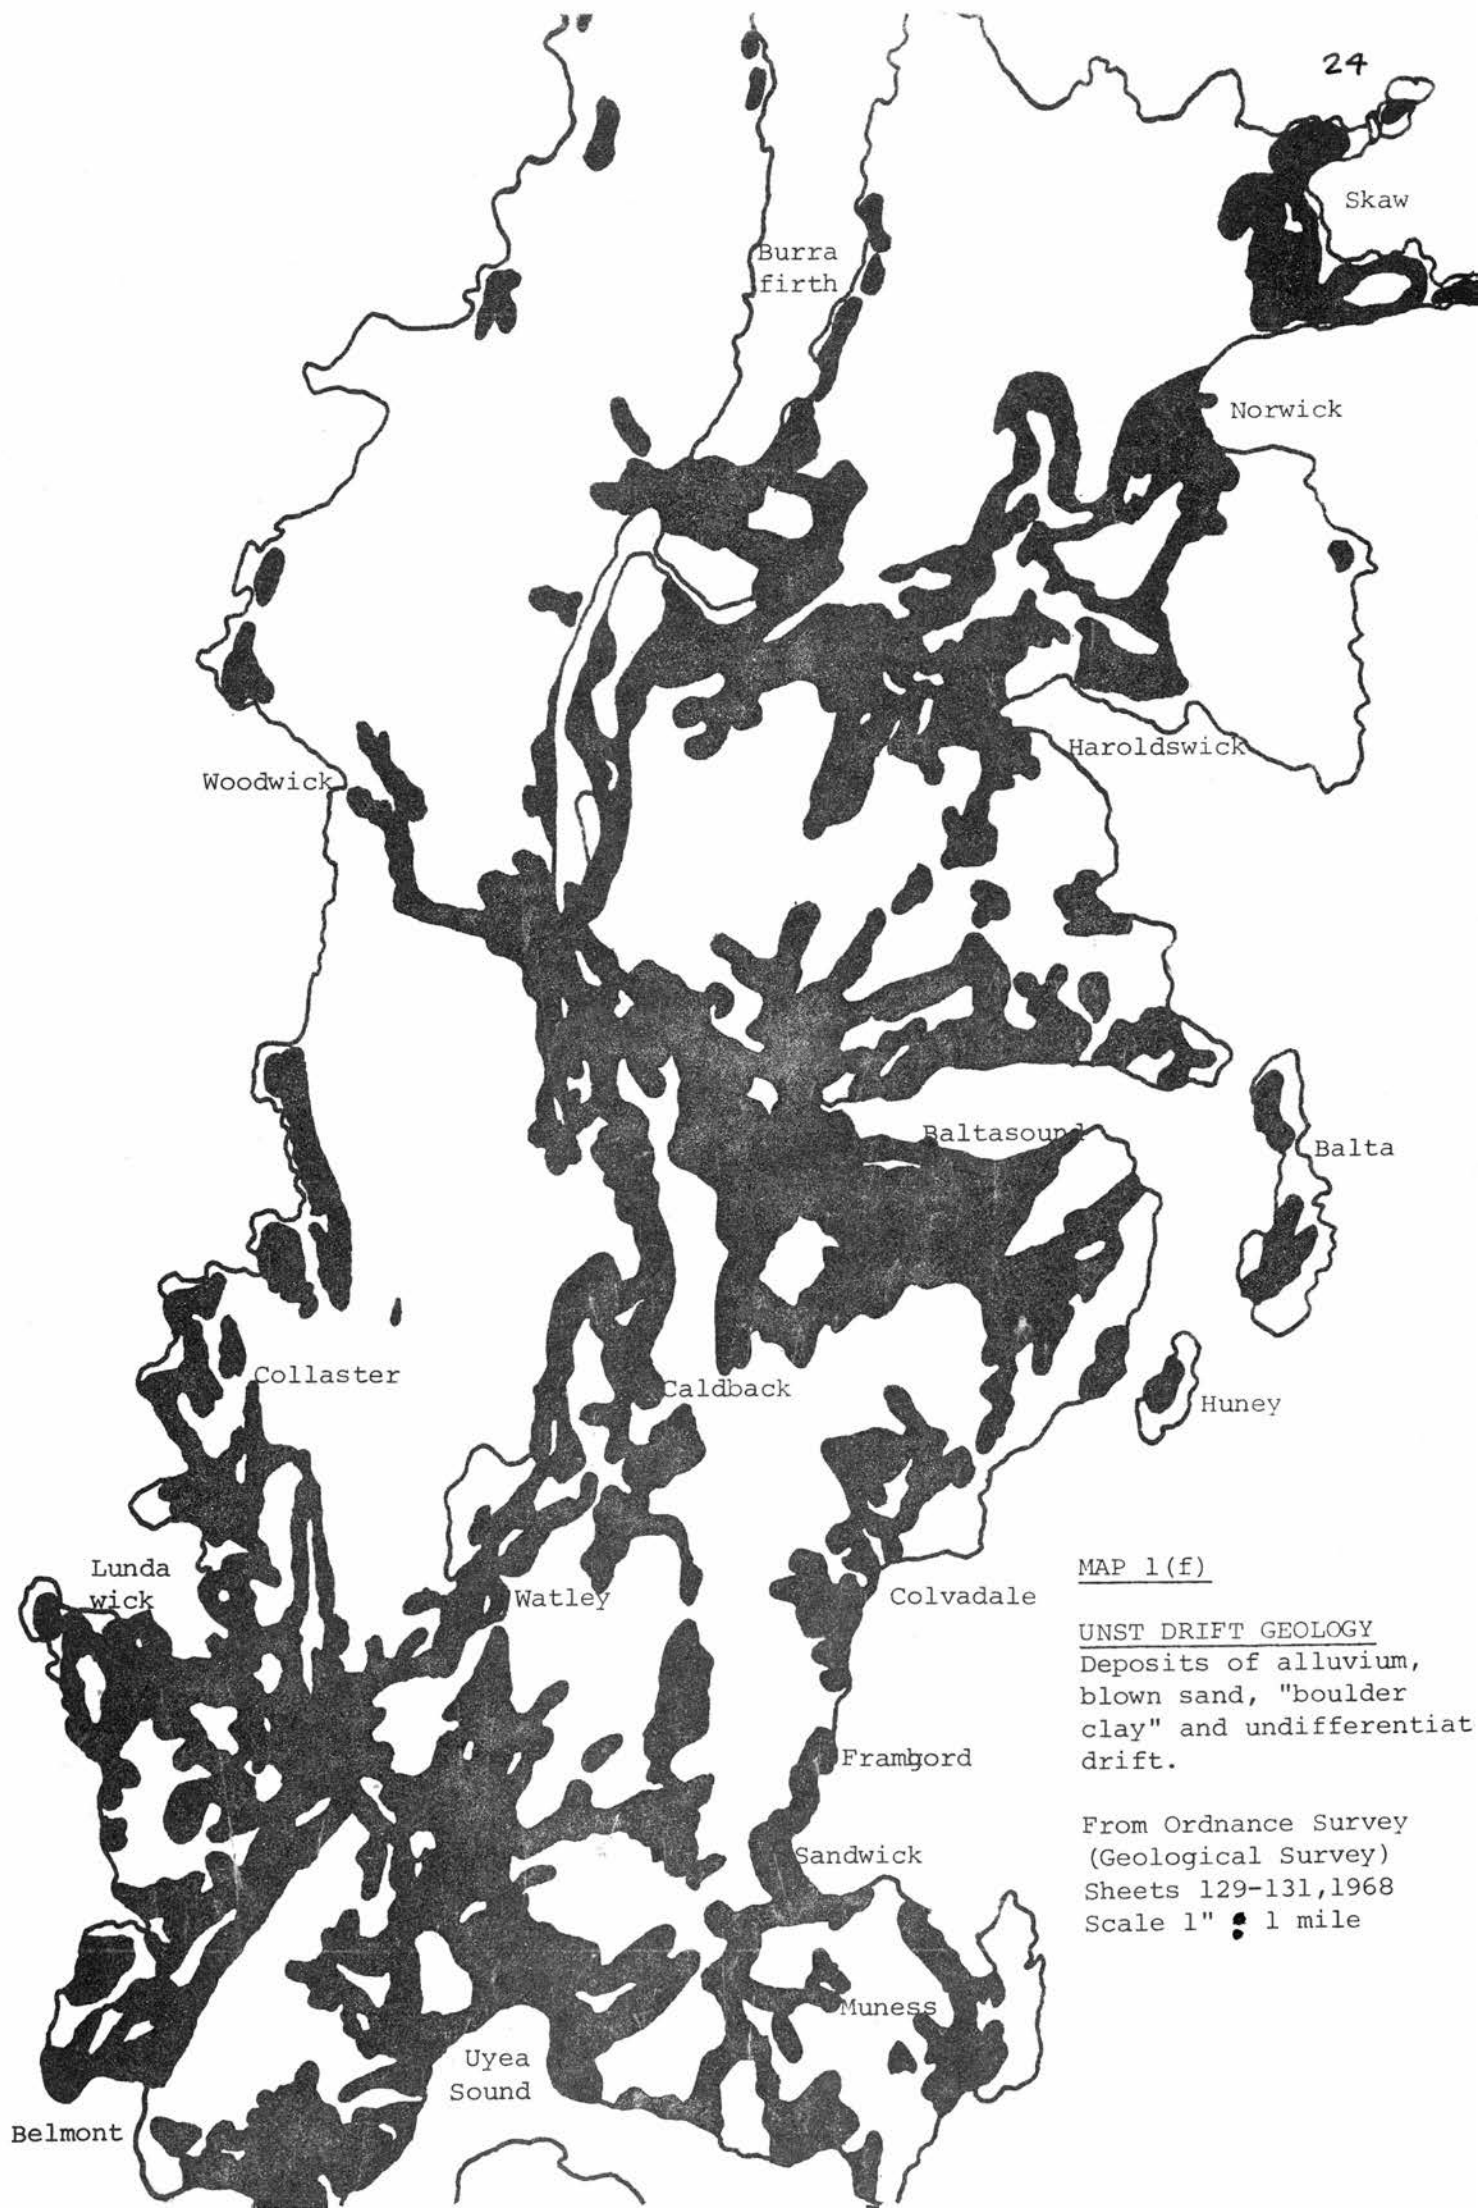 24
Skaw
Burra
firth
Norwick
Haroldswick
Woodwick
Baltasound
Balta
Collaster
Caldback
Huney
Lunda
wick
Watley
Colvadale
MAP 1(f)
UNST DRIFT GEOLOGY
Deposits of alluvium,
blown sand, "boulder
clay" and undifferentiat
drift.
Framgord
Sandwick
From Ordnance Survey
(Geological Survey)
Sheets 129-131,1968
Scale 1" : 1 mile
Muness
Uyea
Sound
Belmont